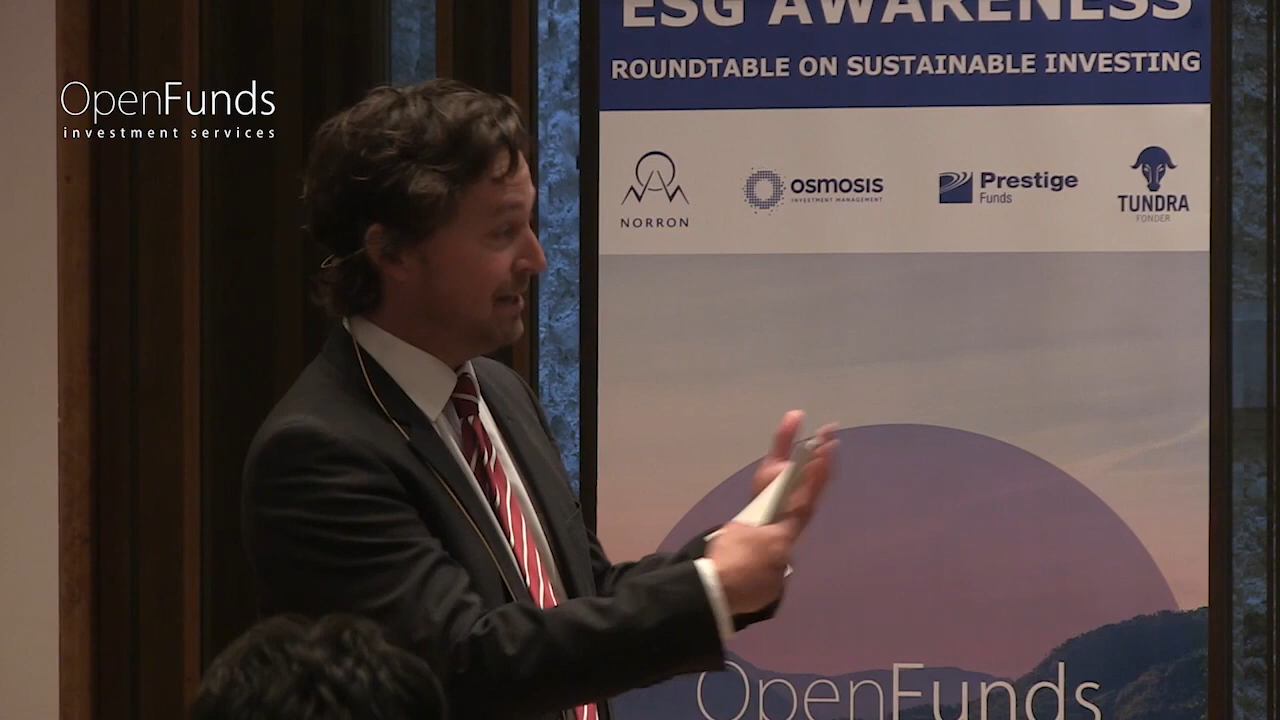 OpenFunds
investment services
ESG AWARENESS
ROUNDTABLE ON SUSTAINABLE INVESTING
NORRON
OSMOSIS
INVESTMENT MANAGEMENT
Prestige
Funds
TUNDRA
FONDER
OpenFunds